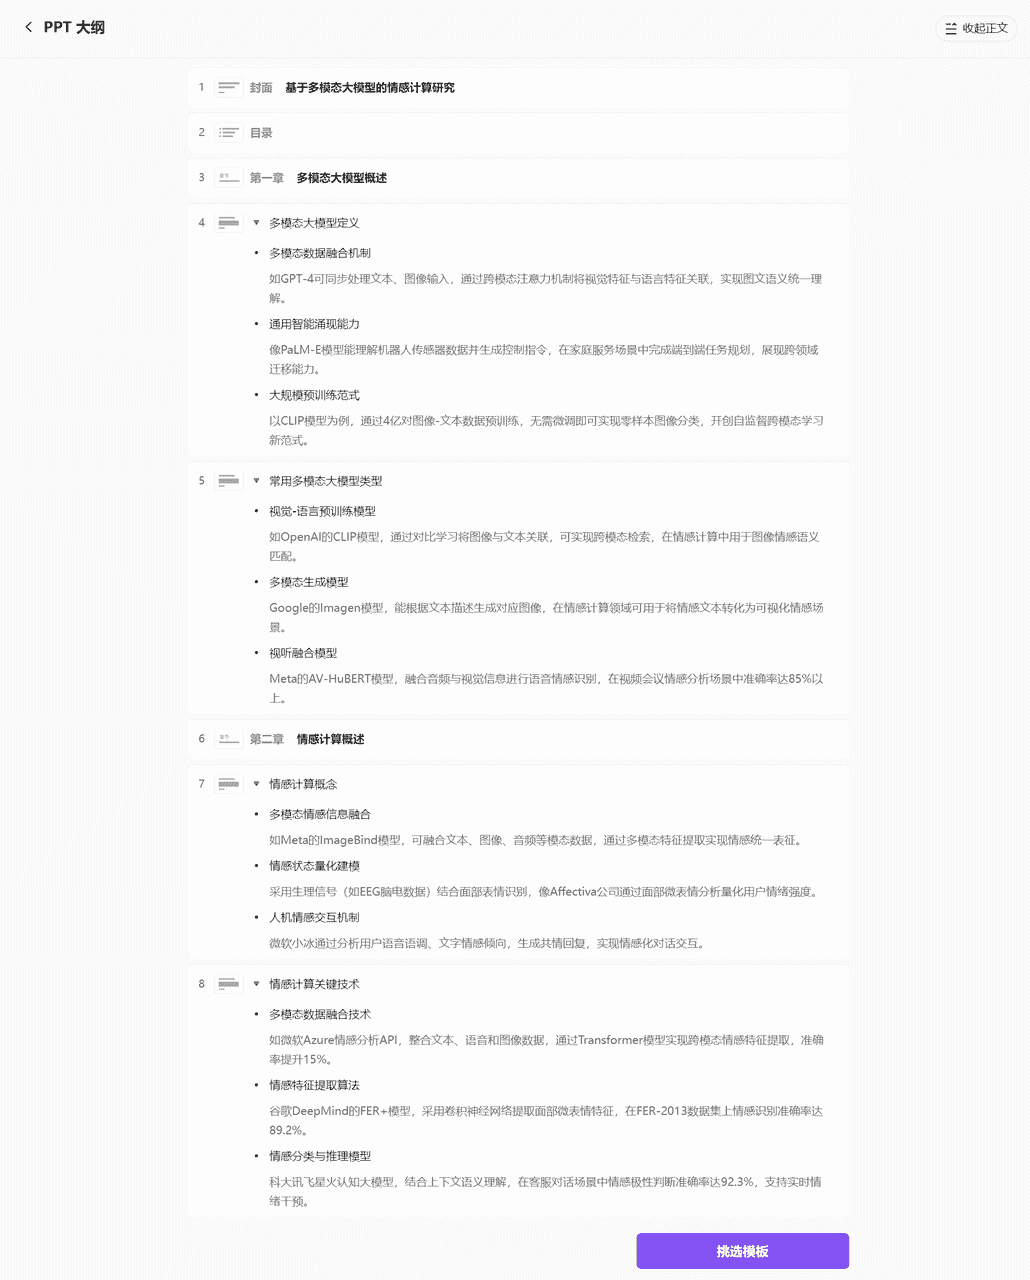 PPT 大纲
收起正文
1 封面 基于多模态大模型的情感计算研究
2 目录
3 第一章 多模态大模型概述
4 ▼ 多模态大模型定义
• 多模态数据融合机制
如GPT-4可同步处理文本、图像输入，通过跨模态注意力机制将视觉特征与语言特征关联，实现图文语义统一理
解。
• 通用智能涌现能力
像PaLM-E模型能理解机器人传感器数据并生成控制指令，在家庭服务场景中完成端到端任务规划，展现跨领域
迁移能力。
• 大规模预训练范式
以CLIP模型为例，通过4亿对图像-文本数据预训练，无需微调即可实现零样本图像分类，开创自监督跨模态学习
新范式。
5 ▼ 常用多模态大模型类型
• 视觉-语言预训练模型
如OpenAI的CLIP模型，通过对比学习将图像与文本关联，可实现跨模态检索，在情感计算中用于图像情感语义
匹配。
• 多模态生成模型
Google的Imagen模型，能根据文本描述生成对应图像，在情感计算领域可用于将情感文本转化为可视化情感场
景。
• 视听融合模型
Meta的AV-HuBERT模型，融合音频与视觉信息进行语音情感识别，在视频会议情感分析场景中准确率达85%以
上。
6 第二章 情感计算概述
7 ▼ 情感计算概念
• 多模态情感信息融合
如Meta的ImageBind模型，可融合文本、图像、音频等模态数据，通过多模态特征提取实现情感统一表征。
• 情感状态量化建模
采用生理信号（如EEG脑电数据）结合面部表情识别，像Affectiva公司通过面部微表情分析量化用户情绪强度。
• 人机情感交互机制
微软小冰通过分析用户语音语调、文字情感倾向，生成共情回复，实现情感化对话交互。
8 ▼ 情感计算关键技术
• 多模态数据融合技术
如微软Azure情感分析API，整合文本、语音和图像数据，通过Transformer模型实现跨模态情感特征提取，准确
率提升15%。
• 情感特征提取算法
谷歌DeepMind的FER+模型，采用卷积神经网络提取面部微表情特征，在FER-2013数据集上情感识别准确率达
89.2%。
• 情感分类与推理模型
科大讯飞星火认知大模型，结合上下文语义理解，在客服对话场景中情感极性判断准确率达92.3%，支持实时情
绪干预。
挑选模板